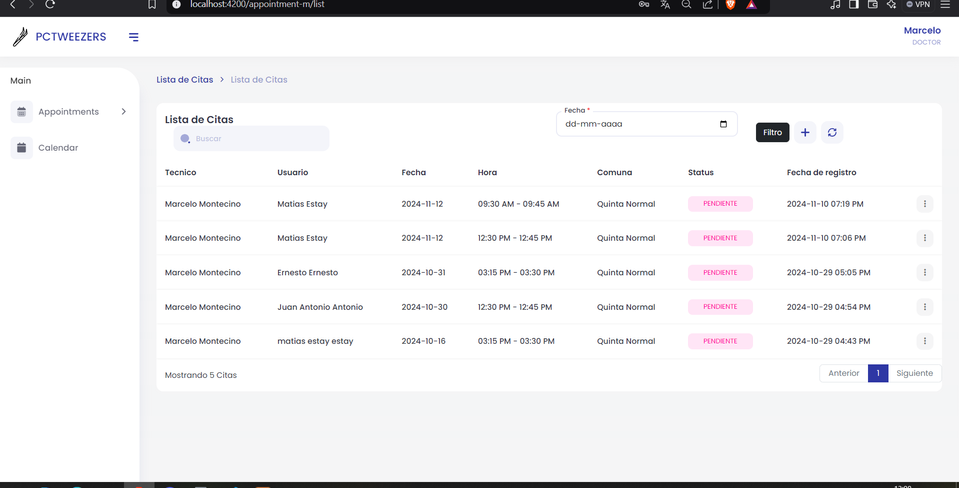 localhost:4200/appointment-m/list
VPN
PCTWEEZERS
Marcelo
DOCTOR
Main
Appointments
Calendar
Lista de Citas > Lista de Citas
Lista de Citas
Buscar
Fecha *
dd-mm-aaaa
Filtro
Tecnico Usuario Fecha Hora Comuna Status Fecha de registro
Marcelo Montecino Matias Estay 2024-11-12 09:30 AM - 09:45 AM Quinta Normal PENDIENTE 2024-11-10 07:19 PM
Marcelo Montecino Matias Estay 2024-11-12 12:30 PM - 12:45 PM Quinta Normal PENDIENTE 2024-11-10 07:06 PM
Marcelo Montecino Ernesto Ernesto 2024-10-31 03:15 PM - 03:30 PM Quinta Normal PENDIENTE 2024-10-29 05:05 PM
Marcelo Montecino Juan Antonio Antonio 2024-10-30 12:30 PM - 12:45 PM Quinta Normal PENDIENTE 2024-10-29 04:54 PM
Marcelo Montecino matias estay estay 2024-10-16 03:15 PM - 03:30 PM Quinta Normal PENDIENTE 2024-10-29 04:43 PM
Mostrando 5 Citas
Anterior 1 Siguiente